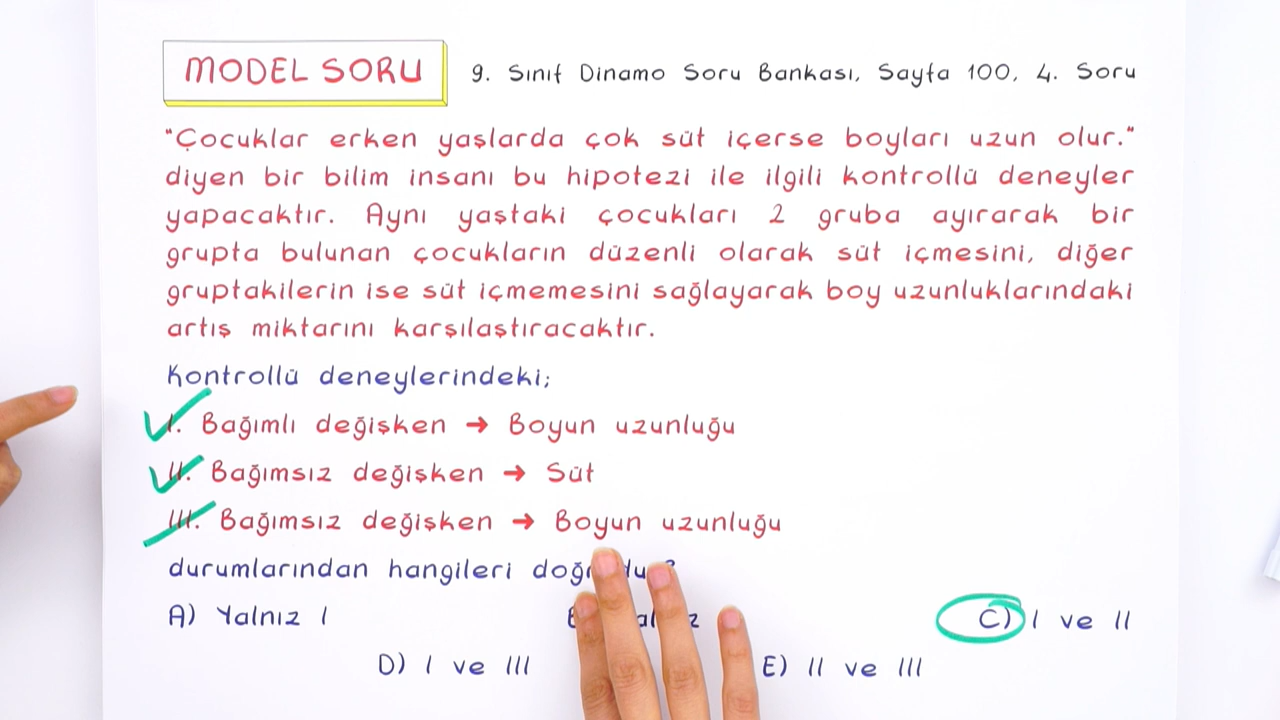 MODEL SORU
9. Sınıf Dinamo Soru Bankası, Sayfa 100, 4. Soru
"Çocuklar erken yaşlarda çok süt içerse boyları uzun olur."
diyen bir bilim insanı bu hipotezi ile ilgili kontrollü deneyler
yapacaktır. Aynı yaştaki çocukları 2 gruba ayırarak bir
grupta bulunan çocukların düzenli olarak süt içmesini, diğer
gruptakilerin ise süt içmemesini sağlayarak boy uzunluklarındaki
artış miktarını karşılaştıracaktır.
Kontrollü deneylerindeki;
I. Bağımlı değişken → Boyun uzunluğu
II. Bağımsız değişken → Süt
III. Bağımsız değişken → Boyun uzunluğu
durumlarından hangileri
A) Yalnız I
C) I ve II
D) I ve III
E) II ve III